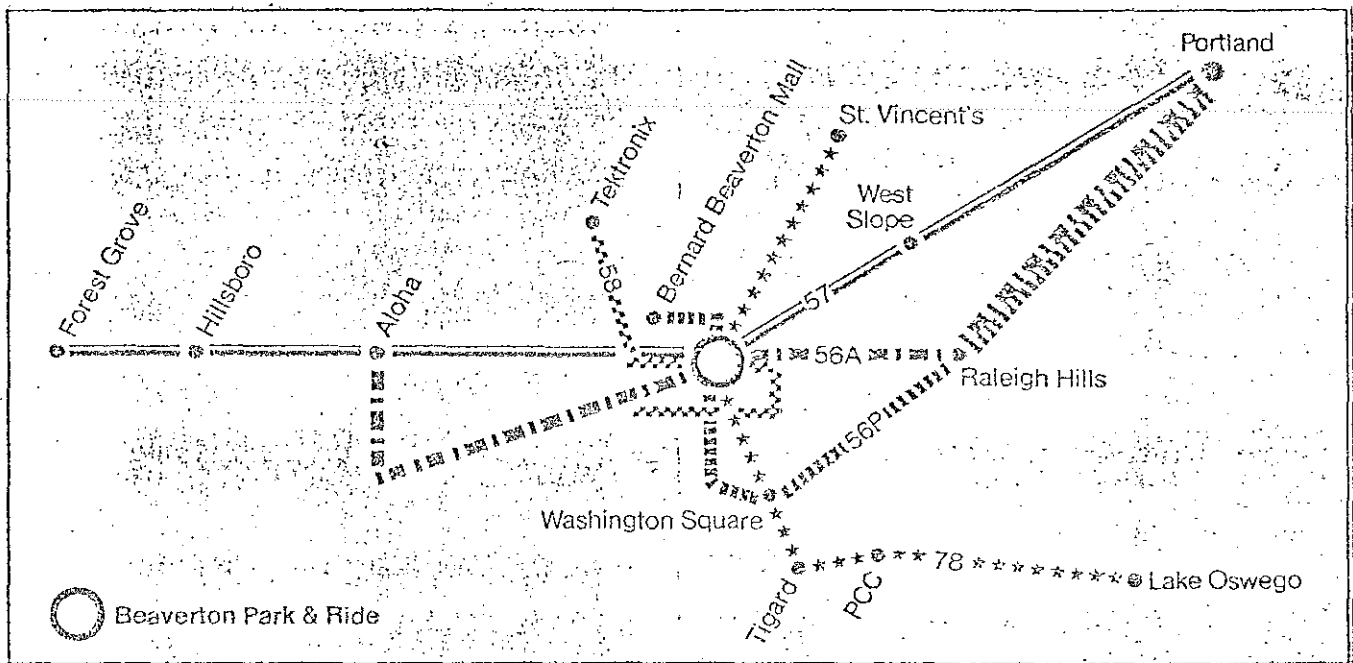 Portland
St. Vincent's
Bernard Beaverton Mall
Tektronix
West
Slope
Forest Grove
Hillsboro
Aloha
58
57
56A
Raleigh Hills
56P
Washington Square
Tigard
PCC
78
Lake Oswego
Beaverton Park & Ride